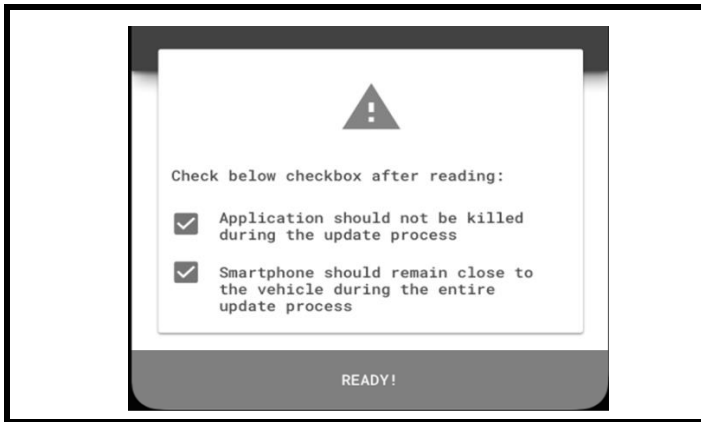 Check below checkbox after reading:
Application should not be killed
during the update process
Smartphone should remain close to
the vehicle during the entire
update process
READY!